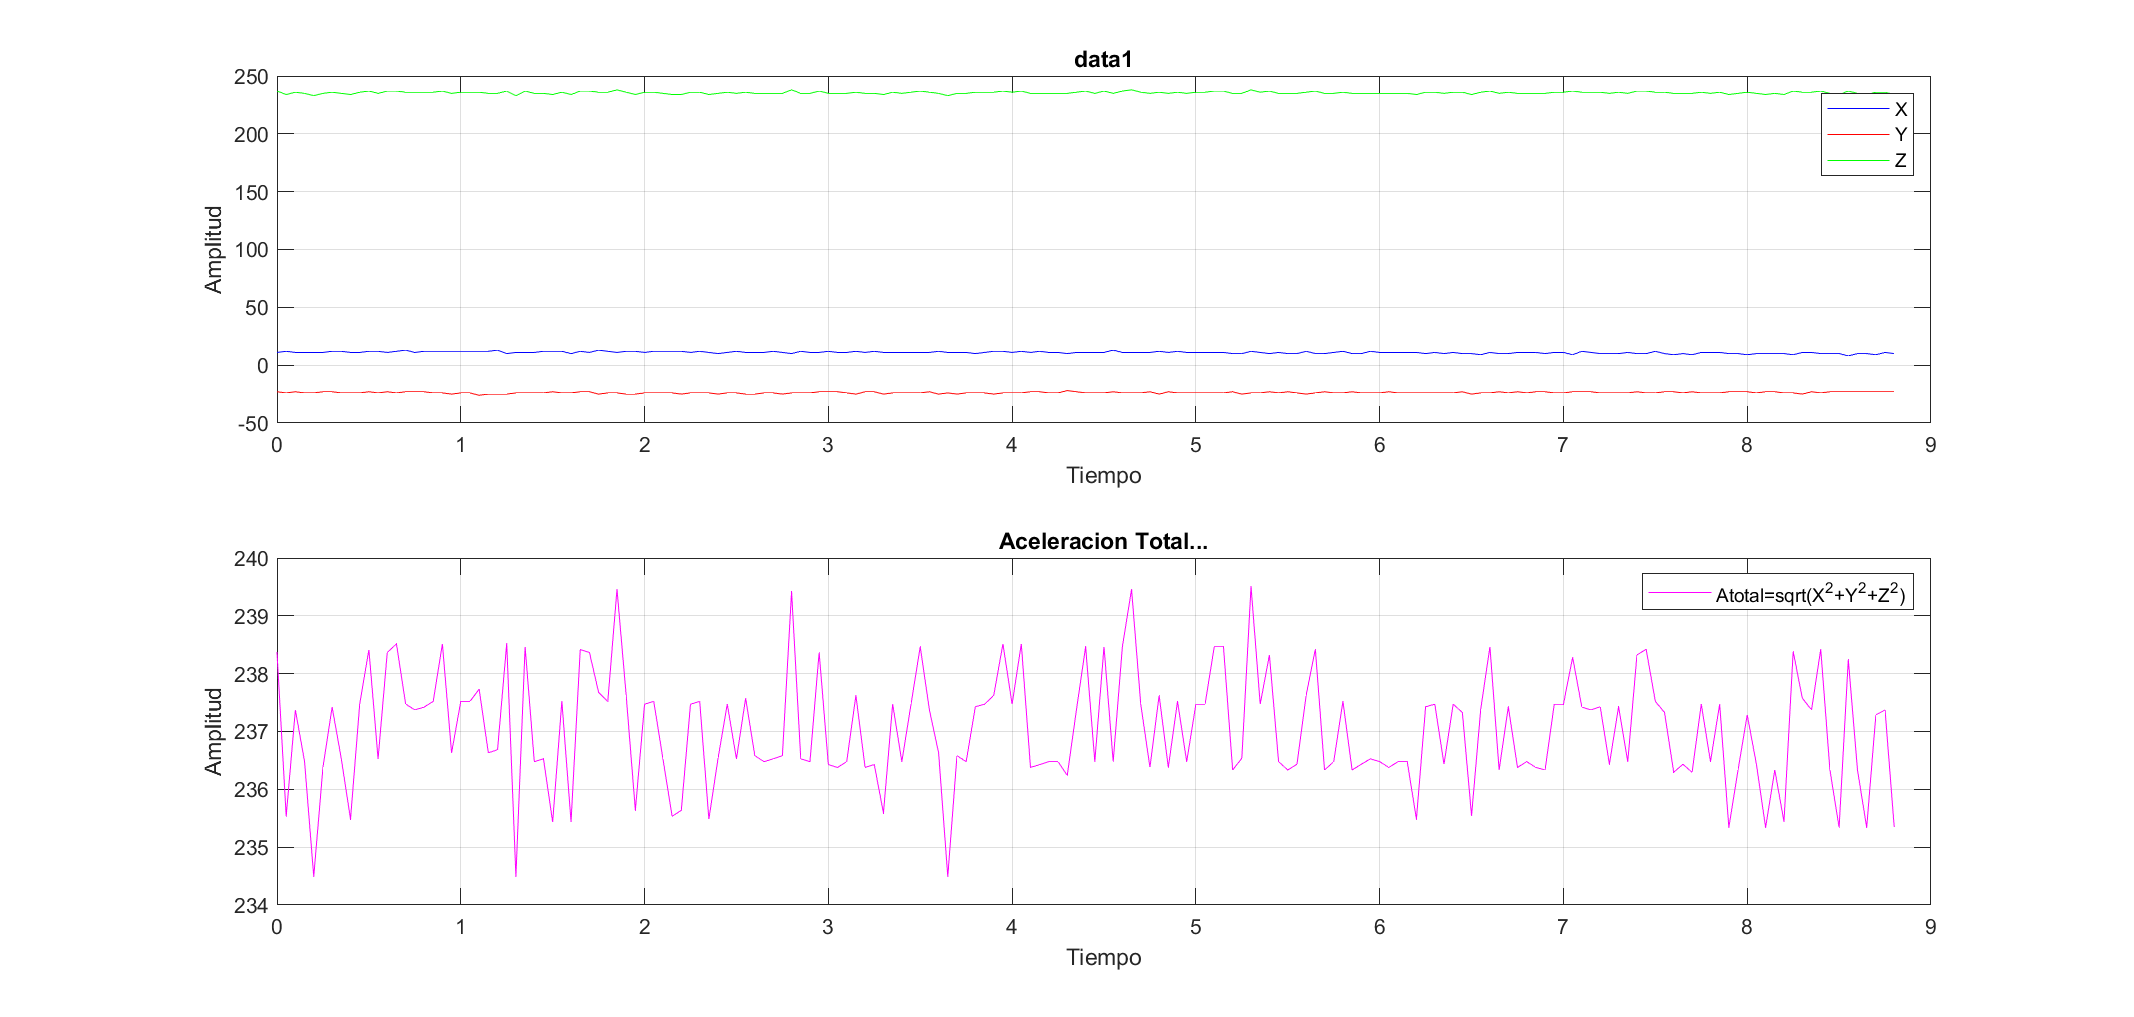 data1
250
200
150
100
50
0
-50
Amplitud
X
Y
Z
0 1 2 3 4 5 6 7 8 9
Tiempo
Aceleracion Total...
240
239
238
237
236
235
234
Amplitud
Atotal=sqrt(X²+Y²+Z²)
0 1 2 3 4 5 6 7 8 9
Tiempo